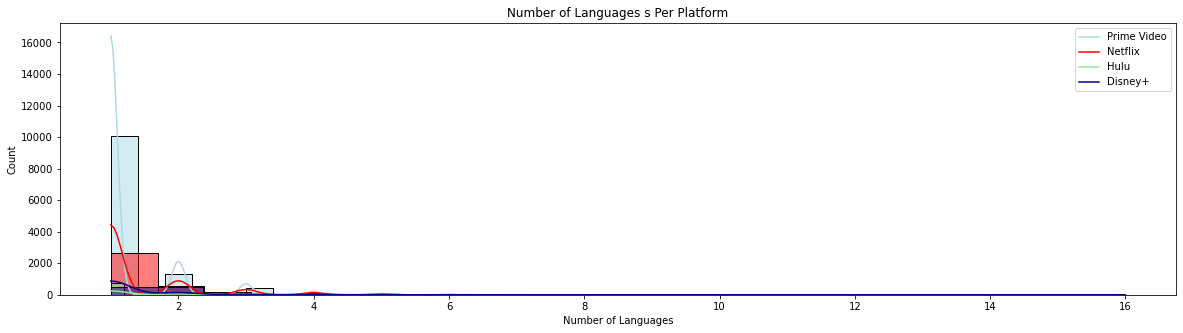 Number of Languages s Per Platform
Prime Video
Netflix
Hulu
Disney+
16000
14000
12000
10000
8000
6000
4000
2000
0
Count
2 4 6 8 10 12 14 16
Number of Languages